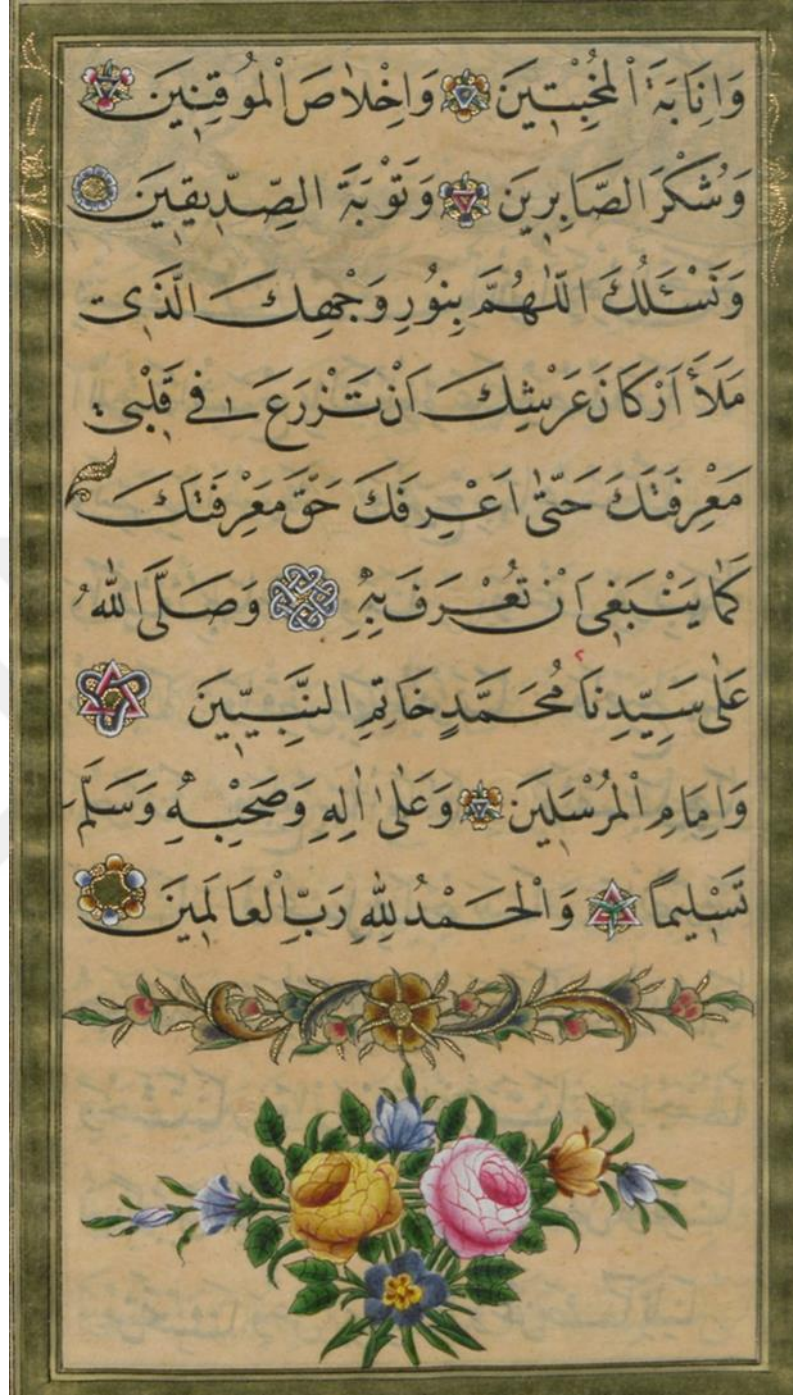 وَاِنَابَةَ الْمُخْبِتِينَ وَاِخْلَاصَ الْمُوقِنِينَ
وَشُكْرَ الصَّابِرِينَ وَتَوْبَةَ الصِّدِّيقِينَ
وَنَسْئَلُكَ اللّٰهُمَّ بِنُورِ وَجْهِكَ الَّذِى
مَلَأَ اَرْكَانَ عَرْشِكَ اَنْ تَزْرَعَ فِى قَلْبِى
مَعْرِفَتَكَ حَتّٰى اَعْرِفَكَ حَقَّ مَعْرِفَتِكَ
كَمَا يَنْبَغِى اَنْ تُعْرَفَ بِهِ وَصَلَّى اللهُ
عَلٰى سَيِّدِنَا مُحَمَّدٍ خَاتِمِ النَّبِيِّينَ
وَاِمَامِ الْمُرْسَلِينَ وَعَلٰى اٰلِهِ وَصَحْبِهِ وَسَلَّمَ
تَسْلِيمًا وَالْحَمْدُ لِلّٰهِ رَبِّ الْعَالَمِينَ